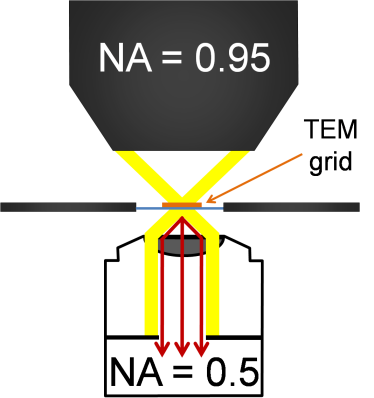 NA = 0.95
TEM
grid
NA = 0.5